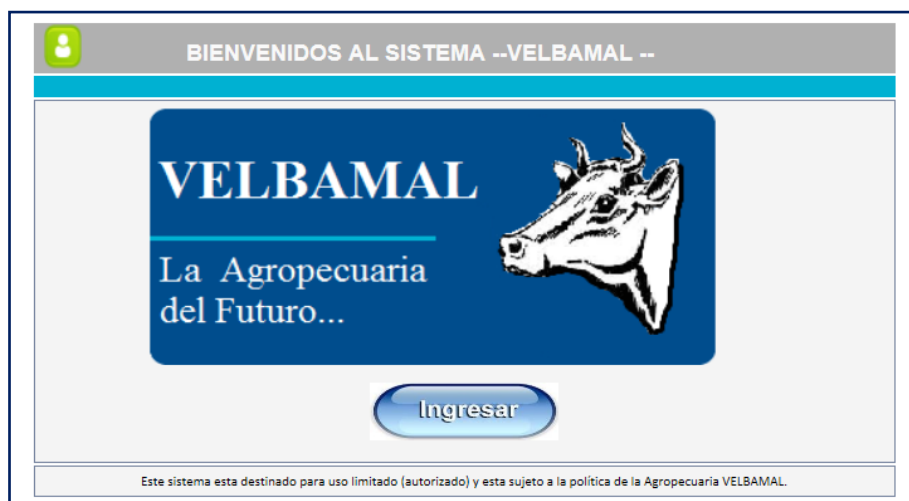 BIENVENIDOS AL SISTEMA --VELBAMAL --
VELBAMAL
La Agropecuaria
del Futuro...
Ingresar
Este sistema esta destinado para uso limitado (autorizado) y esta sujeto a la política de la Agropecuaria VELBAMAL.